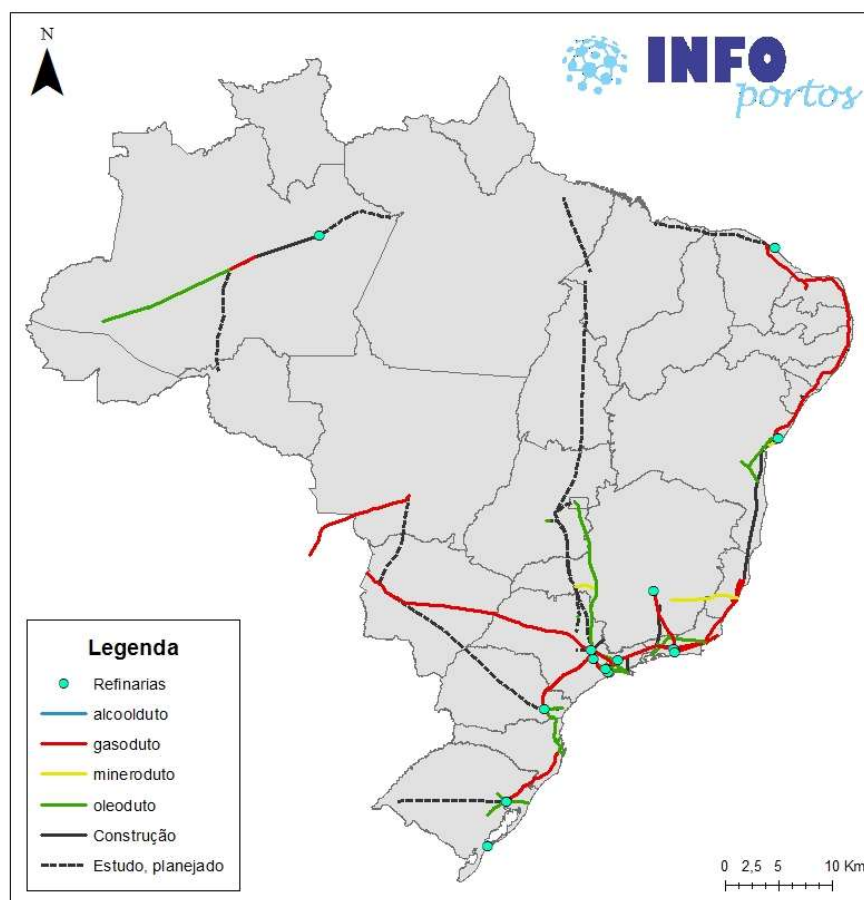 N
INFO
portos
Legenda
Refinarias
alcoolduto
gasoduto
mineroduto
oleoduto
Construção
Estudo, planejado
0 2,5 5 10 Km